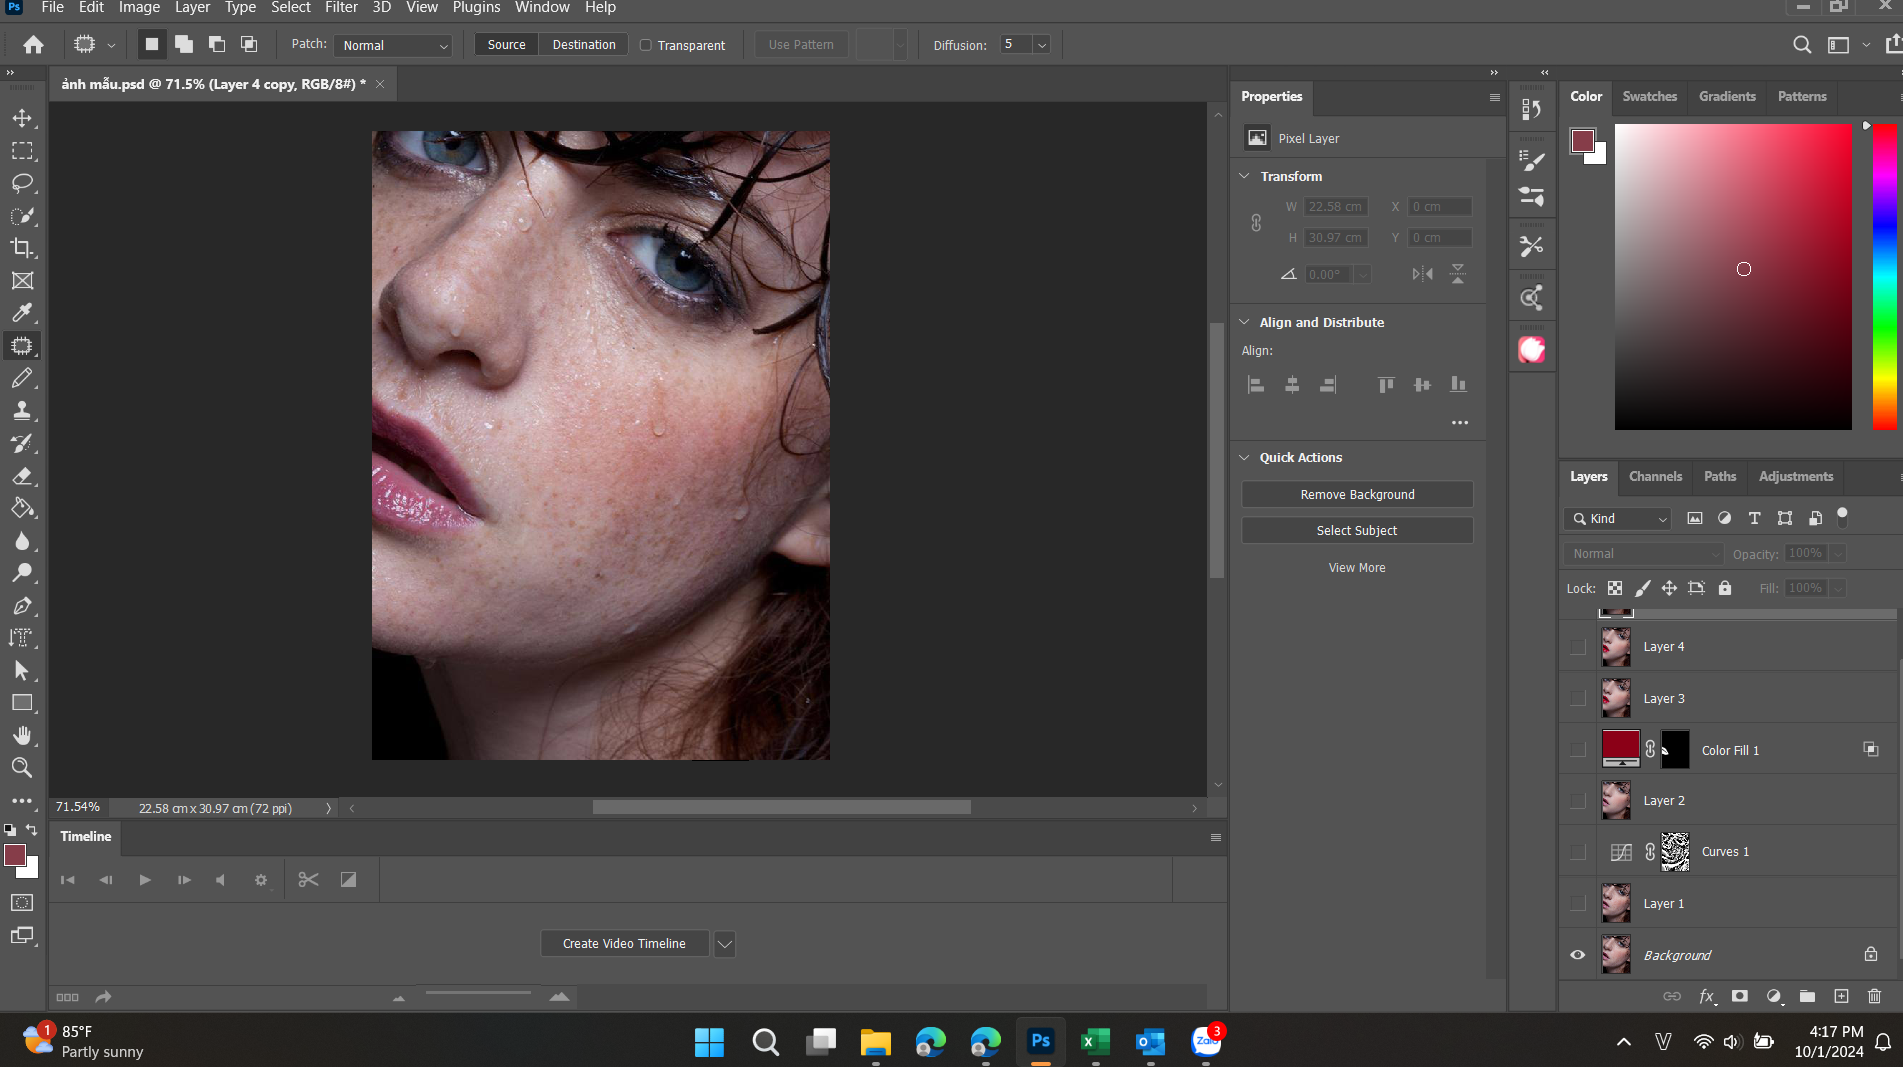 Ps File Edit Image Layer Type Select Filter 3D View Plugins Window Help
Patch: Normal Source Destination Transparent Use Pattern Diffusion: 5
ảnh mẫu.psd @ 71.5% (Layer 4 copy, RGB/8#) *
Properties
Pixel Layer
Transform
W 22.58 cm X 0 cm
H 30.97 cm Y 0 cm
0.00°
Align and Distribute
Align:
Quick Actions
Remove Background
Select Subject
View More
Color Swatches Gradients Patterns
Layers Channels Paths Adjustments
Kind
Normal Opacity: 100%
Lock: Fill: 100%
Layer 4
Layer 3
Color Fill 1
Layer 2
Curves 1
Layer 1
Background
fx
71.54% 22.58 cm x 30.97 cm (72 ppi)
Timeline
Create Video Timeline
1
85°F
Partly sunny
Ps
Zalo
3
V
4:17 PM
10/1/2024